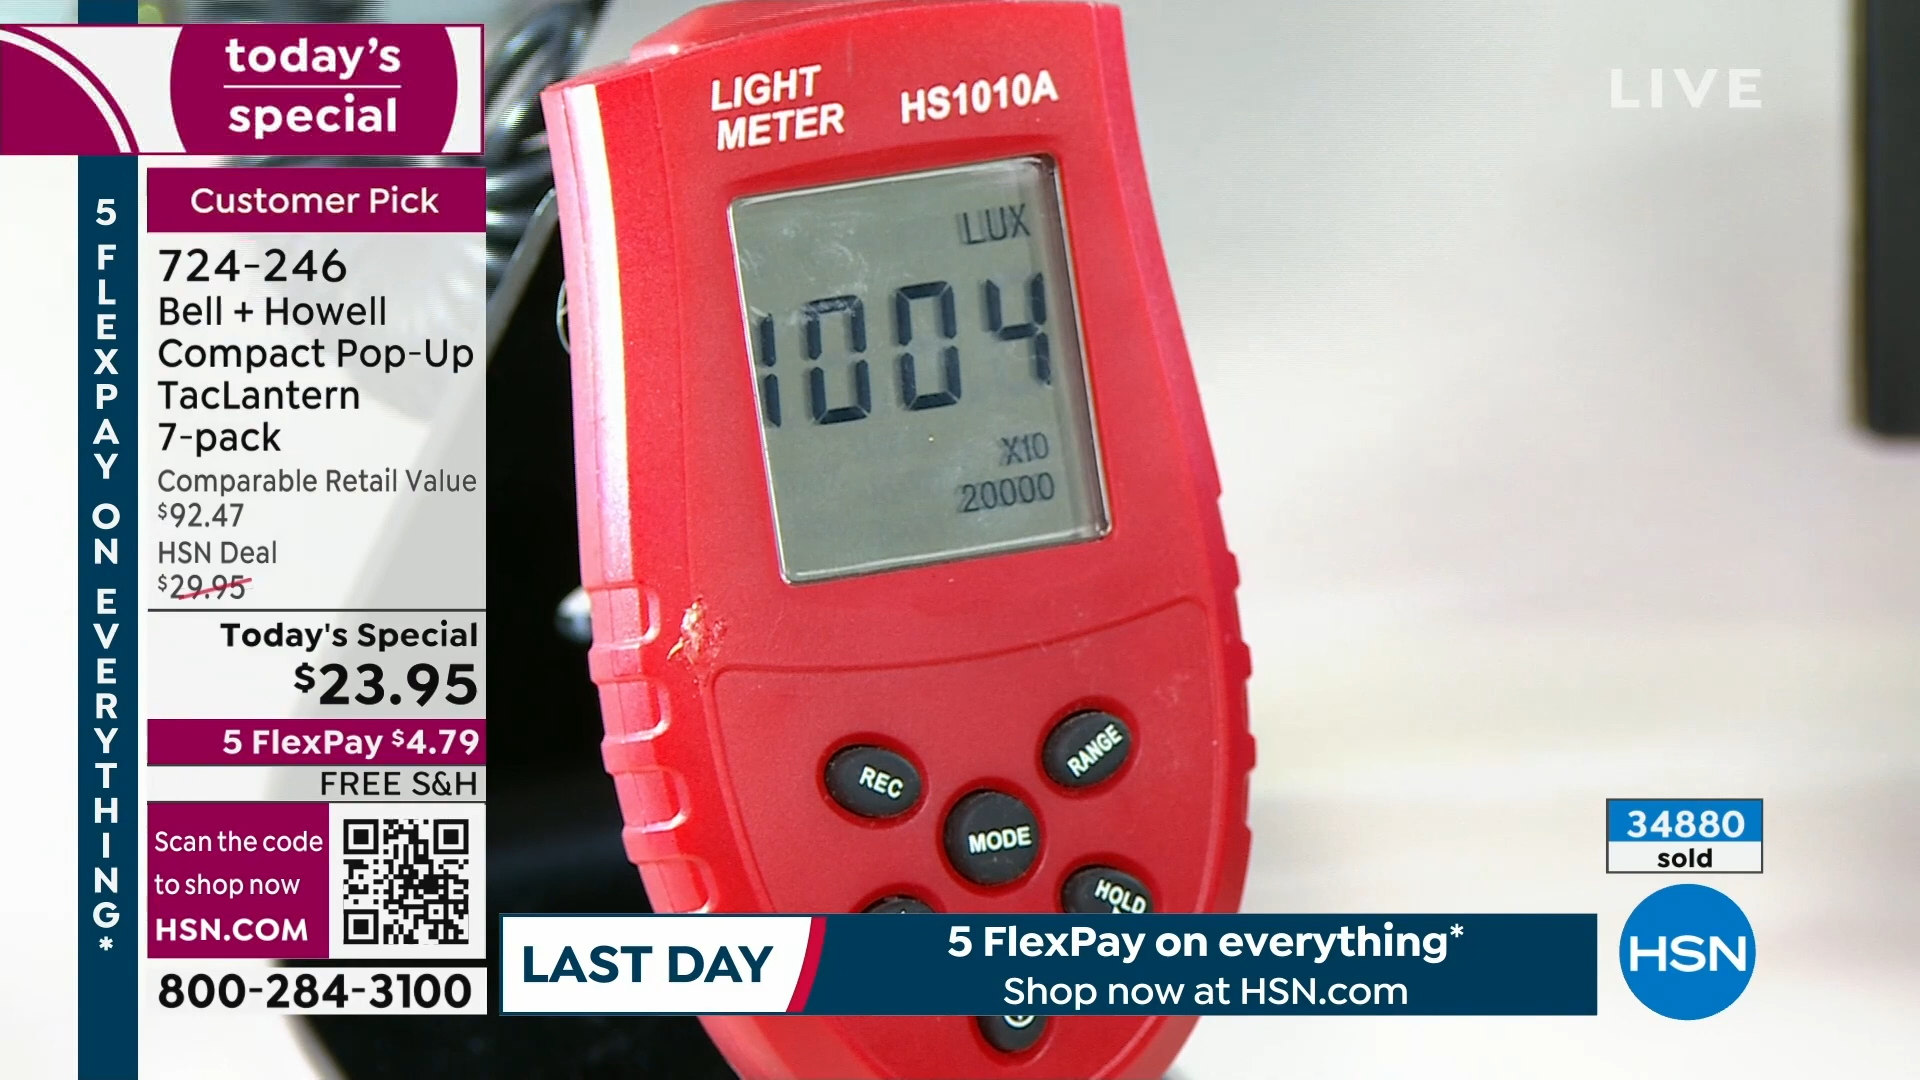 today's
special
5 FLEXPAY ON EVERYTHING*
Customer Pick
724-246
Bell + Howell
Compact Pop-Up
TacLantern
7-pack
Comparable Retail Value
$92.47
HSN Deal
$29.95
Today's Special
$23.95
5 FlexPay $4.79
FREE S&H
Scan the code
to shop now
HSN.COM
800-284-3100
LIGHT
METER
HS1010A
LUX
1004
X10
20000
REC
RANGE
MODE
HOLD
LIVE
34880
sold
HSN
LAST DAY
5 FlexPay on everything*
Shop now at HSN.com